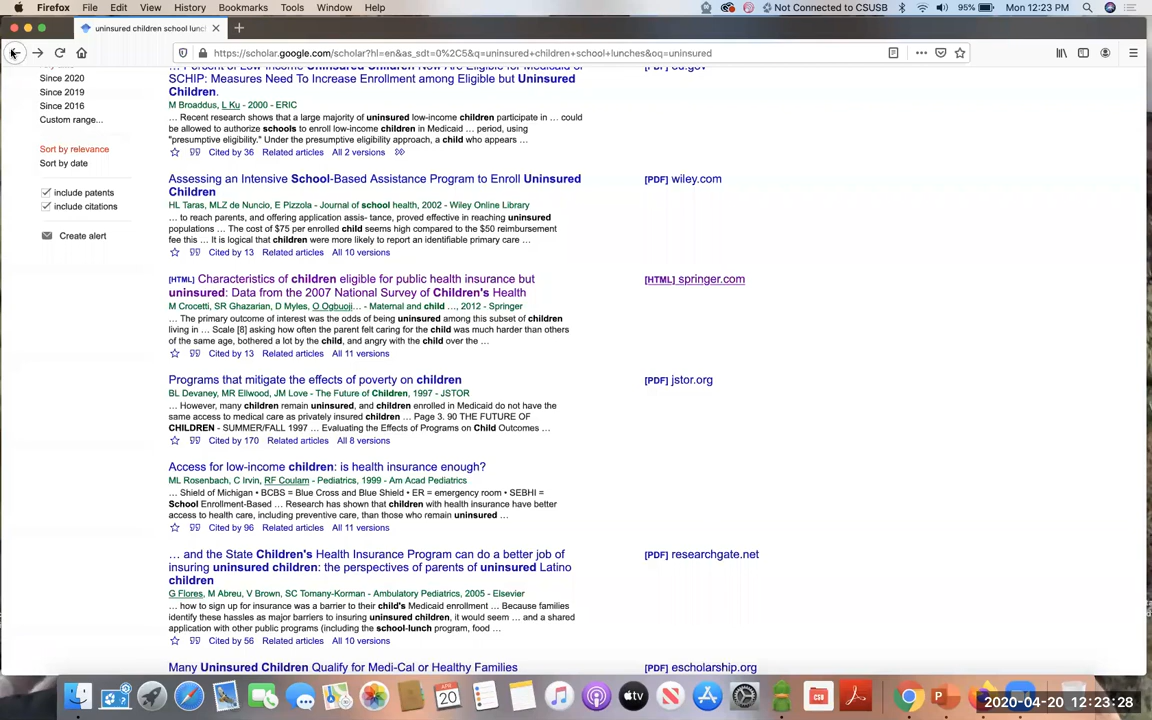 Firefox File Edit View History Bookmarks Tools Window Help Not Connected to CSUSB 95% Mon 12:23 PM
uninsured children school lunc
https://scholar.google.com/scholar?hl=en&as_sdt=0%2C5&q=uninsured+children+school+lunches&oq=uninsured
Since 2020
Since 2019
Since 2016
Custom range...
Sort by relevance
Sort by date
include patents
include citations
Create alert
SCHIP: Measures Need To Increase Enrollment among Eligible but Uninsured
Children.
M Broaddus, L Ku - 2000 - ERIC
... Recent research shows that a large majority of uninsured low-income children participate in ... could
be allowed to authorize schools to enroll low-income children in Medicaid ... period, using
"presumptive eligibility." Under the presumptive eligibility approach, a child who appears ...
Cited by 36 Related articles All 2 versions
Assessing an Intensive School-Based Assistance Program to Enroll Uninsured
Children
[PDF] wiley.com
HL Taras, MLZ de Nuncio, E Pizzola - Journal of school health, 2002 - Wiley Online Library
... to reach parents, and offering application assis- tance, proved effective in reaching uninsured
populations ... The cost of $75 per enrolled child seems high compared to the $50 reimbursement
fee this ... It is logical that children were more likely to report an identifiable primary care ...
Cited by 13 Related articles All 10 versions
[HTML] Characteristics of children eligible for public health insurance but
uninsured: Data from the 2007 National Survey of Children's Health
[HTML] springer.com
M Crocetti, SR Ghazarian, D Myles, O Ogbuoji... - Maternal and child ..., 2012 - Springer
... The primary outcome of interest was the odds of being uninsured among this subset of children
living in ... Scale [8] asking how often the parent felt caring for the child was much harder than others
of the same age, bothered a lot by the child, and angry with the child over the ...
Cited by 13 Related articles All 11 versions
Programs that mitigate the effects of poverty on children
[PDF] jstor.org
BL Devaney, MR Ellwood, JM Love - The Future of Children, 1997 - JSTOR
... However, many children remain uninsured, and children enrolled in Medicaid do not have the
same access to medical care as privately insured children ... Page 3. 90 THE FUTURE OF
CHILDREN - SUMMER/FALL 1997 ... Evaluating the Effects of Programs on Child Outcomes ...
Cited by 170 Related articles All 8 versions
Access for low-income children: is health insurance enough?
ML Rosenbach, C Irvin, RF Coulam - Pediatrics, 1999 - Am Acad Pediatrics
... Shield of Michigan • BCBS = Blue Cross and Blue Shield • ER = emergency room • SEBHI =
School Enrollment-Based ... Research has shown that children with health insurance have better
access to health care, including preventive care, than those who remain uninsured ...
Cited by 96 Related articles All 11 versions
... and the State Children's Health Insurance Program can do a better job of
insuring uninsured children: the perspectives of parents of uninsured Latino
children
[PDF] researchgate.net
G Flores, M Abreu, V Brown, SC Tomany-Korman - Ambulatory Pediatrics, 2005 - Elsevier
... how to sign up for insurance was a barrier to their child's Medicaid enrollment ... Because families
identify these hassles as major barriers to insuring uninsured children, it would seem ... and a shared
application with other public programs (including the school-lunch program, food ...
Cited by 56 Related articles All 10 versions
Many Uninsured Children Qualify for Medi-Cal or Healthy Families
[PDF] escholarship.org
APR
20
tv
2020-04-20 12:23:28